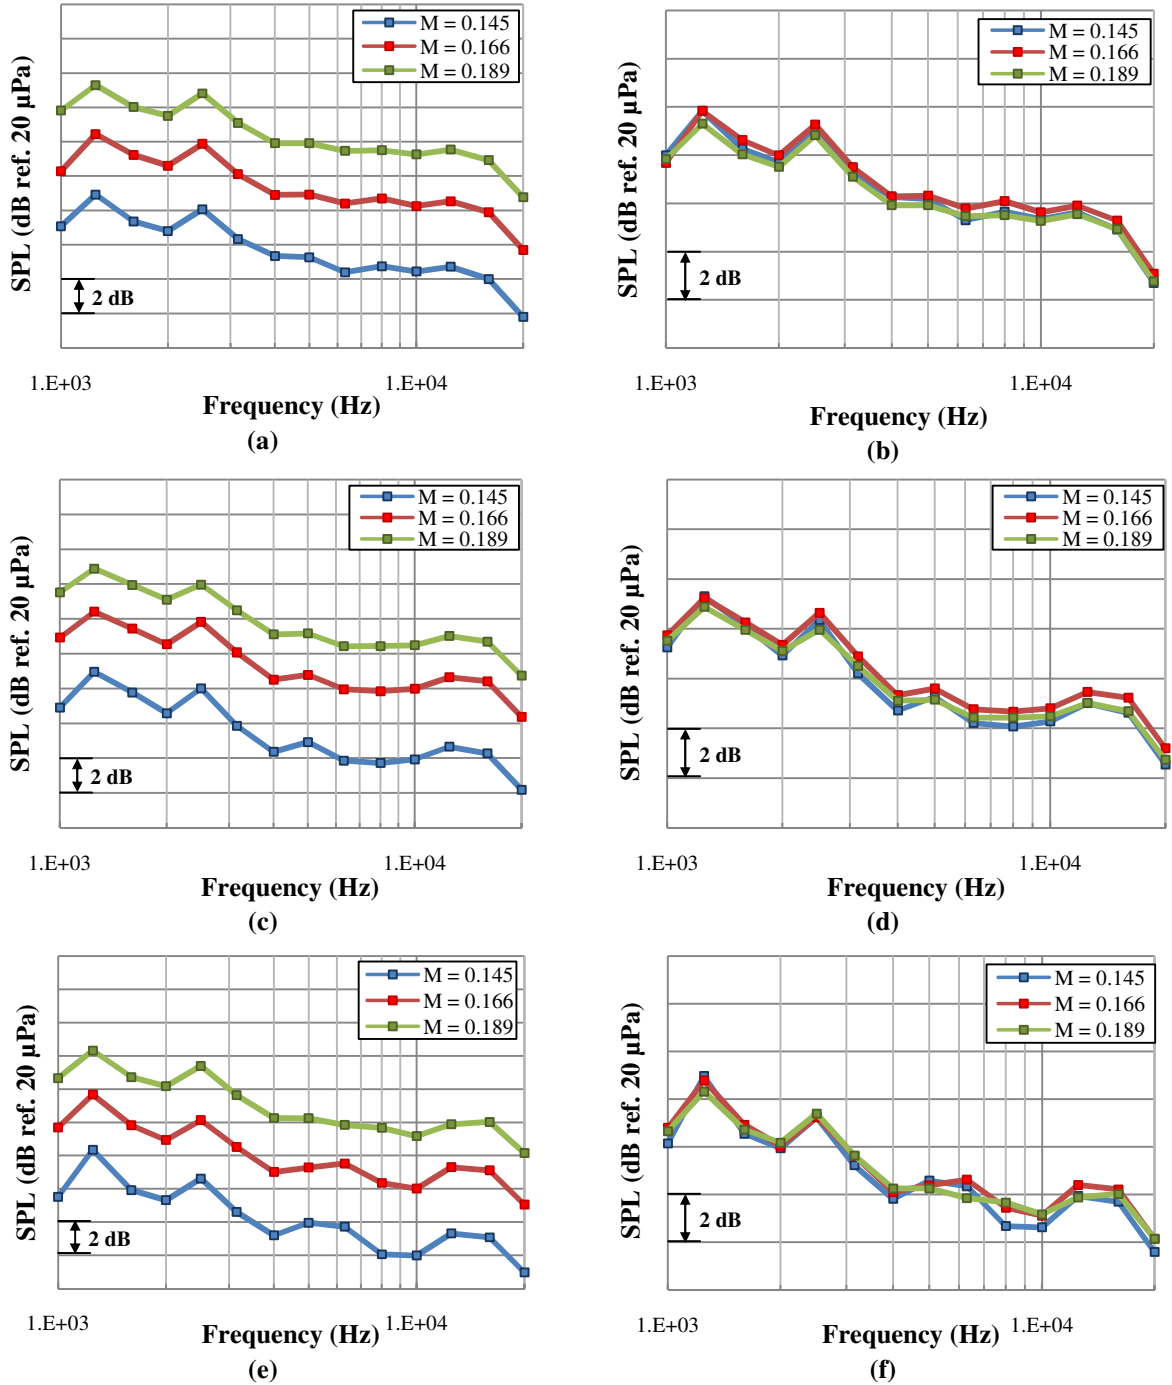 SPL (dB ref. 20 µPa)
M = 0.145
M = 0.166
M = 0.189
2 dB
1.E+03
1.E+04
Frequency (Hz)
(a)
SPL (dB ref. 20 µPa)
M = 0.145
M = 0.166
M = 0.189
2 dB
1.E+03
1.E+04
Frequency (Hz)
(b)
SPL (dB ref. 20 µPa)
M = 0.145
M = 0.166
M = 0.189
2 dB
1.E+03
1.E+04
Frequency (Hz)
(c)
SPL (dB ref. 20 µPa)
M = 0.145
M = 0.166
M = 0.189
2 dB
1.E+03
1.E+04
Frequency (Hz)
(d)
SPL (dB ref. 20 µPa)
M = 0.145
M = 0.166
M = 0.189
2 dB
1.E+03
1.E+04
Frequency (Hz)
(e)
SPL (dB ref. 20 µPa)
M = 0.145
M = 0.166
M = 0.189
2 dB
1.E+03
1.E+04
Frequency (Hz)
(f)